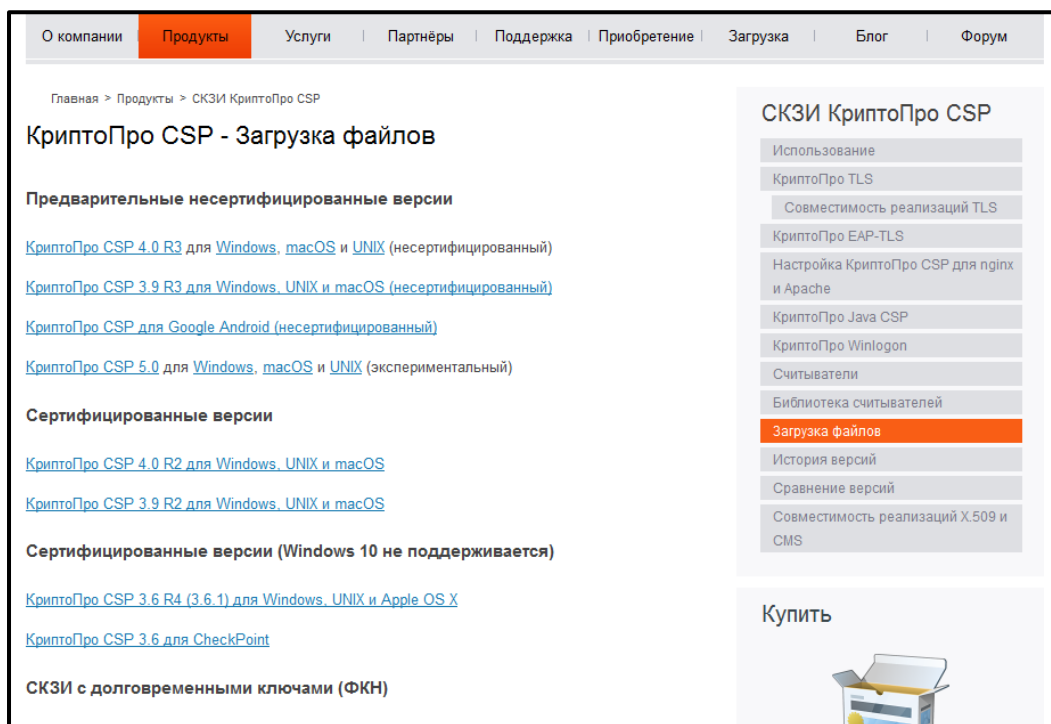 О компании Продукты Услуги Партнёры Поддержка Приобретение Загрузка Блог Форум
Главная > Продукты > СКЗИ КриптоПро CSP
КриптоПро CSP - Загрузка файлов
Предварительные несертифицированные версии
КриптоПро CSP 4.0 R3 для Windows, macOS и UNIX (несертифицированный)
КриптоПро CSP 3.9 R3 для Windows, UNIX и macOS (несертифицированный)
КриптоПро CSP для Google Android (несертифицированный)
КриптоПро CSP 5.0 для Windows, macOS и UNIX (экспериментальный)
Сертифицированные версии
КриптоПро CSP 4.0 R2 для Windows, UNIX и macOS
КриптоПро CSP 3.9 R2 для Windows, UNIX и macOS
Сертифицированные версии (Windows 10 не поддерживается)
КриптоПро CSP 3.6 R4 (3.6.1) для Windows, UNIX и Apple OS X
КриптоПро CSP 3.6 для CheckPoint
СКЗИ с долговременными ключами (ФКН)
СКЗИ КриптоПро CSP
Использование
КриптоПро TLS
Совместимость реализаций TLS
КриптоПро EAP-TLS
Настройка КриптоПро CSP для nginx
и Apache
КриптоПро Java CSP
КриптоПро Winlogon
Считыватели
Библиотека считывателей
Загрузка файлов
История версий
Сравнение версий
Совместимость реализаций X.509 и
CMS
Купить